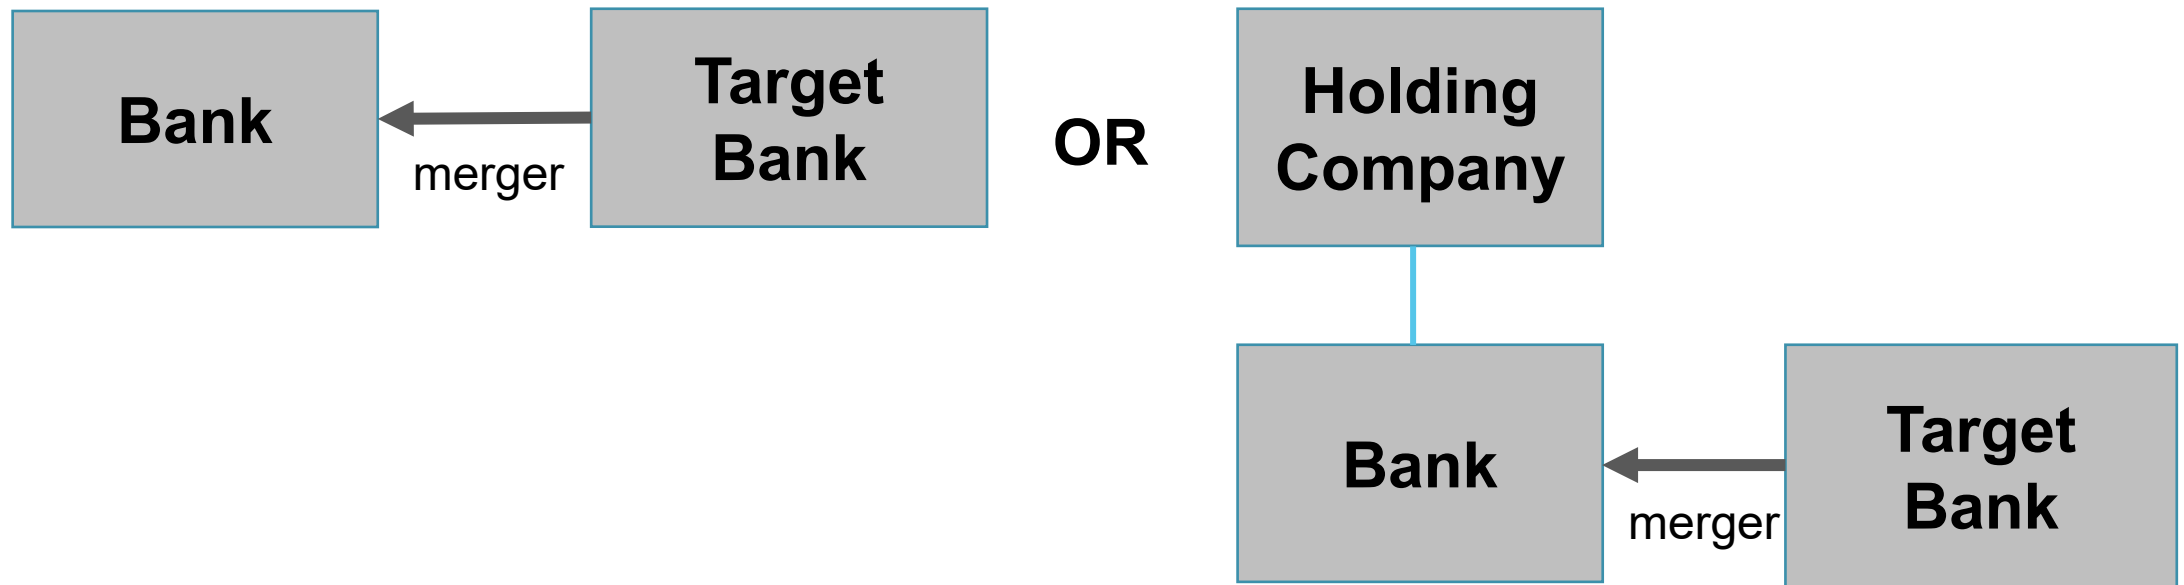 Bank
merger
Target
Bank
OR
Holding
Company
Bank
merger
Target
Bank